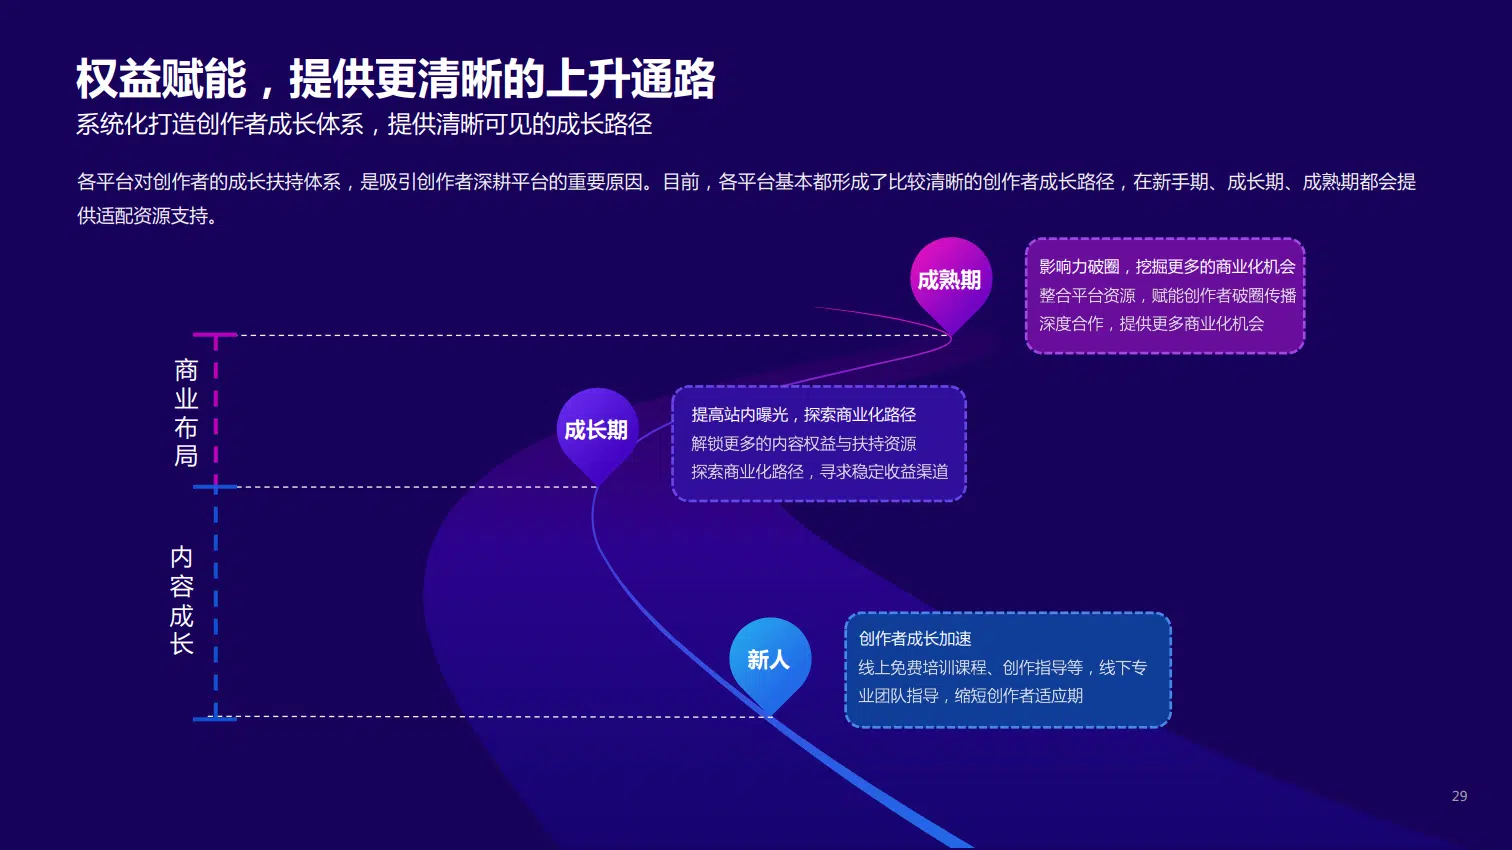 权益赋能，提供更清晰的上升通路
系统化打造创作者成长体系，提供清晰可见的成长路径
各平台对创作者的成长扶持体系，是吸引创作者深耕平台的重要原因。目前，各平台基本都形成了比较清晰的创作者成长路径，在新手期、成长期、成熟期都会提
供适配资源支持。
成熟期
影响力破圈，挖掘更多的商业化机会
整合平台资源，赋能创作者破圈传播
深度合作，提供更多商业化机会
商业布局
成长期
提高站内曝光，探索商业化路径
解锁更多的内容权益与扶持资源
探索商业化路径，寻求稳定收益渠道
内容成长
新人
创作者成长加速
线上免费培训课程、创作指导等，线下专
业团队指导，缩短创作者适应期
29